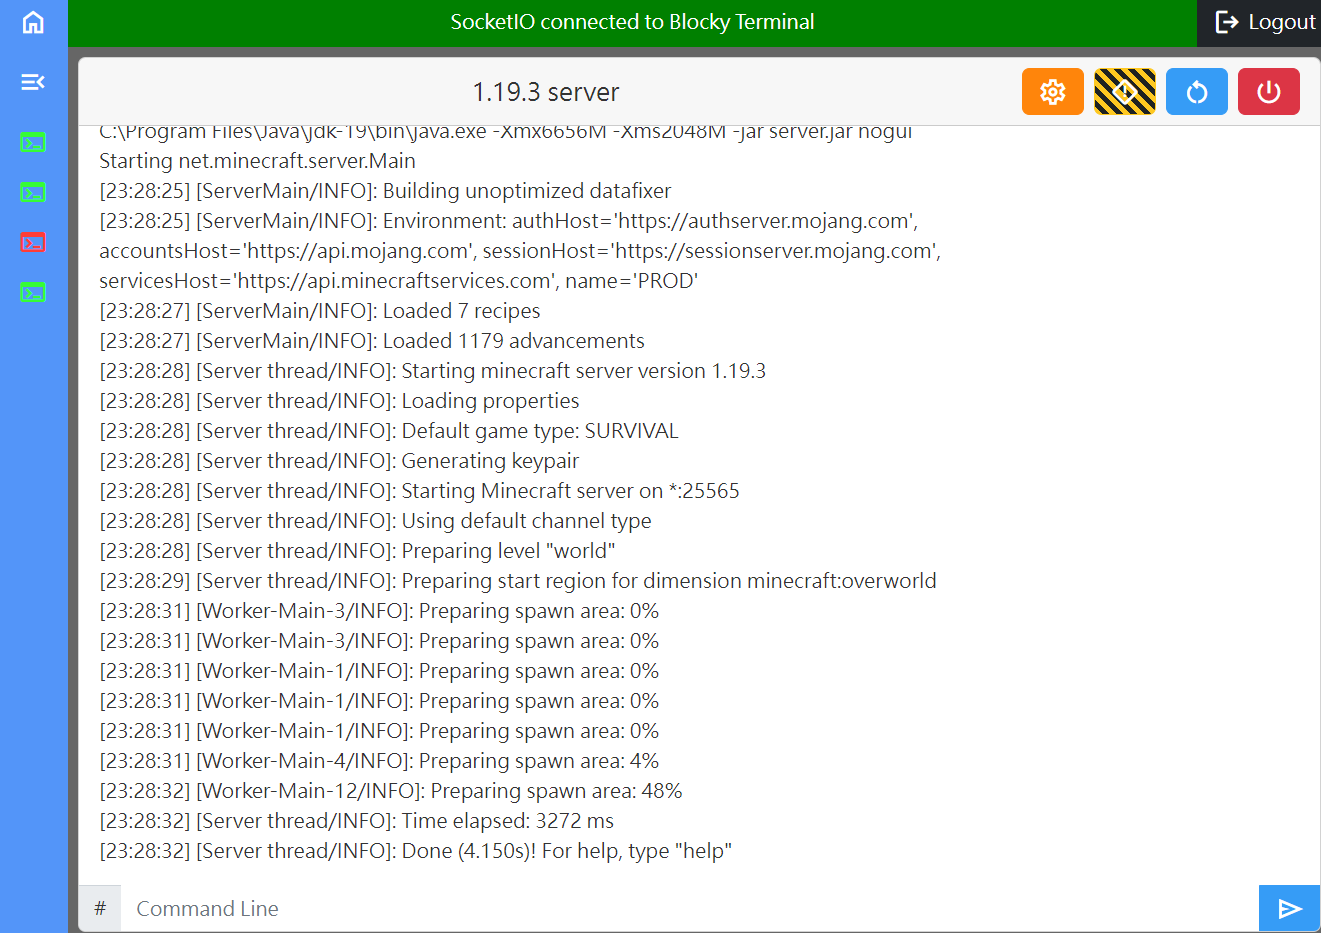 SocketIO connected to Blocky Terminal
Logout
1.19.3 server
C:\Program Files\Java\jdk-19\bin\java.exe -Xmx6656M -Xms2048M -jar server.jar nogui
Starting net.minecraft.server.Main
[23:28:25] [ServerMain/INFO]: Building unoptimized datafixer
[23:28:25] [ServerMain/INFO]: Environment: authHost='https://authserver.mojang.com',
accountsHost='https://api.mojang.com', sessionHost='https://sessionserver.mojang.com',
servicesHost='https://api.minecraftservices.com', name='PROD'
[23:28:27] [ServerMain/INFO]: Loaded 7 recipes
[23:28:27] [ServerMain/INFO]: Loaded 1179 advancements
[23:28:28] [Server thread/INFO]: Starting minecraft server version 1.19.3
[23:28:28] [Server thread/INFO]: Loading properties
[23:28:28] [Server thread/INFO]: Default game type: SURVIVAL
[23:28:28] [Server thread/INFO]: Generating keypair
[23:28:28] [Server thread/INFO]: Starting Minecraft server on *:25565
[23:28:28] [Server thread/INFO]: Using default channel type
[23:28:28] [Server thread/INFO]: Preparing level "world"
[23:28:29] [Server thread/INFO]: Preparing start region for dimension minecraft:overworld
[23:28:31] [Worker-Main-3/INFO]: Preparing spawn area: 0%
[23:28:31] [Worker-Main-3/INFO]: Preparing spawn area: 0%
[23:28:31] [Worker-Main-1/INFO]: Preparing spawn area: 0%
[23:28:31] [Worker-Main-1/INFO]: Preparing spawn area: 0%
[23:28:31] [Worker-Main-1/INFO]: Preparing spawn area: 0%
[23:28:31] [Worker-Main-4/INFO]: Preparing spawn area: 4%
[23:28:32] [Worker-Main-12/INFO]: Preparing spawn area: 48%
[23:28:32] [Server thread/INFO]: Time elapsed: 3272 ms
[23:28:32] [Server thread/INFO]: Done (4.150s)! For help, type "help"
# Command Line